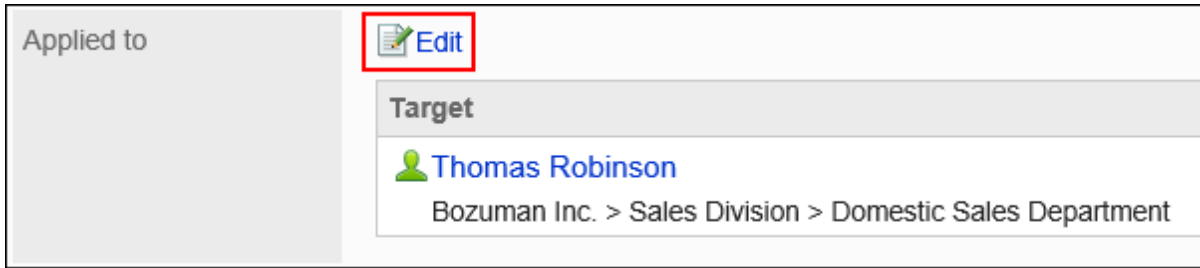 Applied to
Edit
Target
Thomas Robinson
Bozuman Inc. > Sales Division > Domestic Sales Department